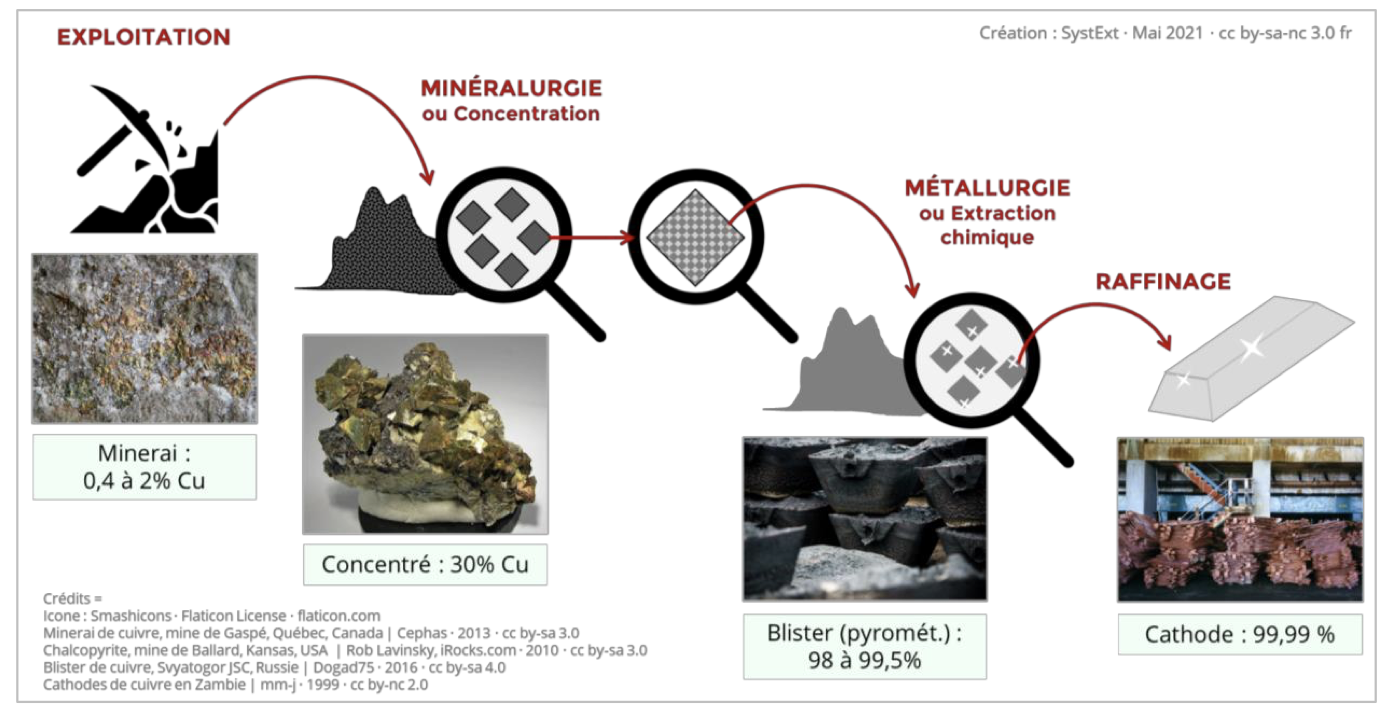 EXPLOITATION
Création : SystExt · Mai 2021 · cc by-sa-nc 3.0 fr
MINÉRALURGIE
ou Concentration
MÉTALLURGIE
ou Extraction
chimique
RAFFINAGE
Minerai :
0,4 à 2% Cu
Concentré : 30% Cu
Blister (pyromét.) :
98 à 99,5%
Cathode : 99,99 %
Crédits =
Icone : Smashicons · Flaticon License · flaticon.com
Minerai de cuivre, mine de Gaspé, Québec, Canada | Cephas · 2013 · cc by-sa 3.0
Chalcopyrite, mine de Ballard, Kansas, USA | Rob Lavinsky, iRocks.com · 2010 · cc by-sa 3.0
Blister de cuivre, Svyatogor JSC, Russie | Dogad75 · 2016 · cc by-sa 4.0
Cathodes de cuivre en Zambie | mm-j · 1999 · cc by-nc 2.0